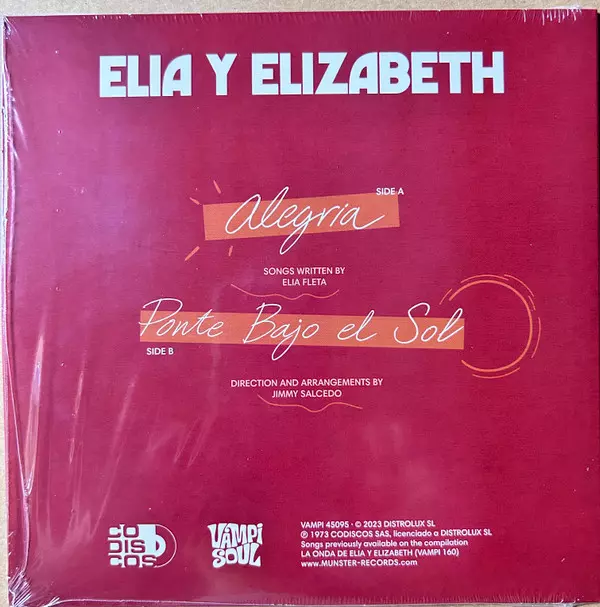 ELIA Y ELIZABETH
SIDE A
Alegría
SONGS WRITTEN BY
ELIA FLETA
Ponte Bajo el Sol
SIDE B
DIRECTION AND ARRANGEMENTS BY
JIMMY SALCEDO
CO
DIS
COS
VAMPI
SOUL
VAMPI 45095 · © 2023 DISTROLUX SL
℗ 1973 CODISCOS SAS, licenciado a DISTROLUX SL
Songs previously available on the compilation
LA ONDA DE ELIA Y ELIZABETH (VAMPI 160)
www.MUNSTER-RECORDS.com